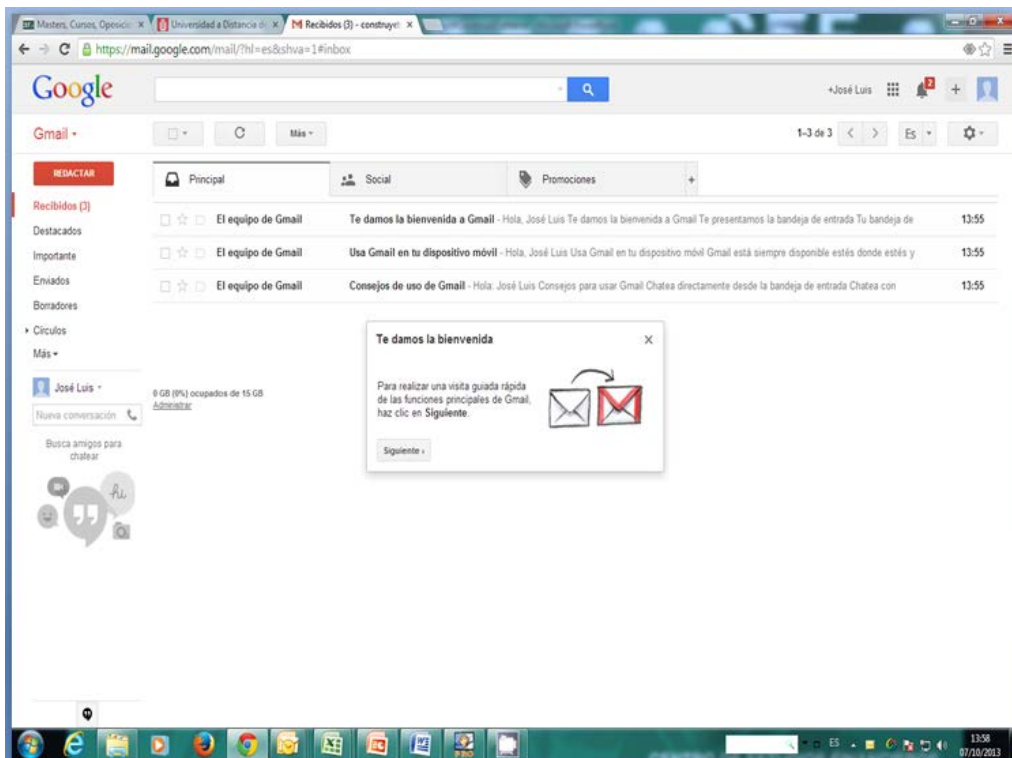 Masters, Cursos, Oposicio
Universidad a Distancia de
Recibidos (3) - construyet
https://mail.google.com/mail/?hl=es&shva=1#inbox
Google
+José Luis
2
Gmail
Más
1–3 de 3
Es
REDACTAR
Principal
Social
Promociones
+
Recibidos (3)
Destacados
Importante
Enviados
Borradores
Círculos
Más
El equipo de Gmail Te damos la bienvenida a Gmail - Hola, José Luis Te damos la bienvenida a Gmail Te presentamos la bandeja de entrada Tu bandeja de 13:55
El equipo de Gmail Usa Gmail en tu dispositivo móvil - Hola, José Luis Usa Gmail en tu dispositivo móvil Gmail está siempre disponible estés donde estés y 13:55
El equipo de Gmail Consejos de uso de Gmail - Hola: José Luis Consejos para usar Gmail Chatea directamente desde la bandeja de entrada Chatea con 13:55
Te damos la bienvenida
X
Para realizar una visita guiada rápida
de las funciones principales de Gmail,
haz clic en Siguiente.
Siguiente ›
0 GB (0%) ocupados de 15 GB
Administrar
José Luis
Nueva conversación
Busca amigos para
chatear
hi
ES
13:58
07/10/2013